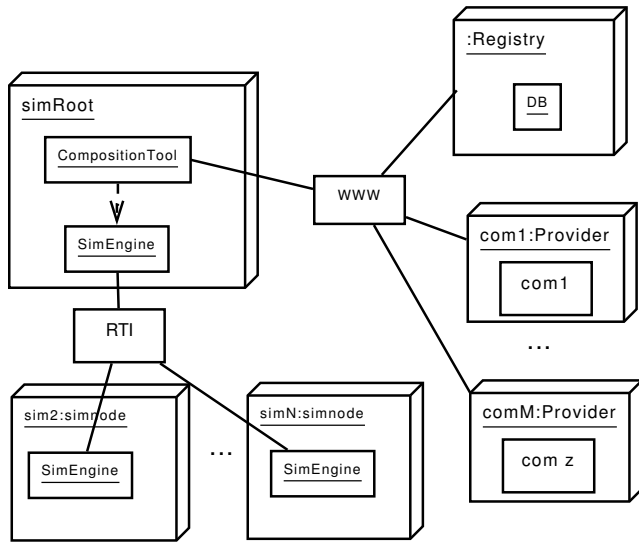 :Registry
DB
simRoot
CompositionTool
WWW
SimEngine
com1:Provider
com1
RTI
...
sim2:simnode
SimEngine
...
simN:simnode
SimEngine
comM:Provider
com z